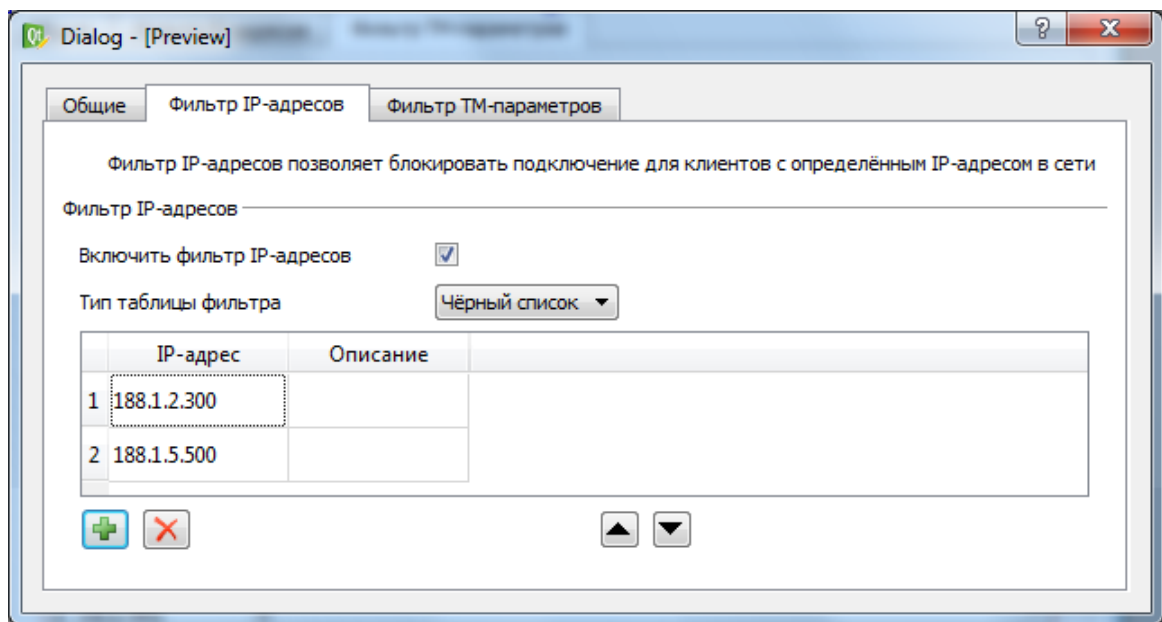 Dialog - [Preview]
Общие Фильтр IP-адресов Фильтр ТМ-параметров
Фильтр IP-адресов позволяет блокировать подключение для клиентов с определённым IP-адресом в сети
Фильтр IP-адресов
Включить фильтр IP-адресов
Тип таблицы фильтра Чёрный список
IP-адрес Описание
1 188.1.2.300
2 188.1.5.500